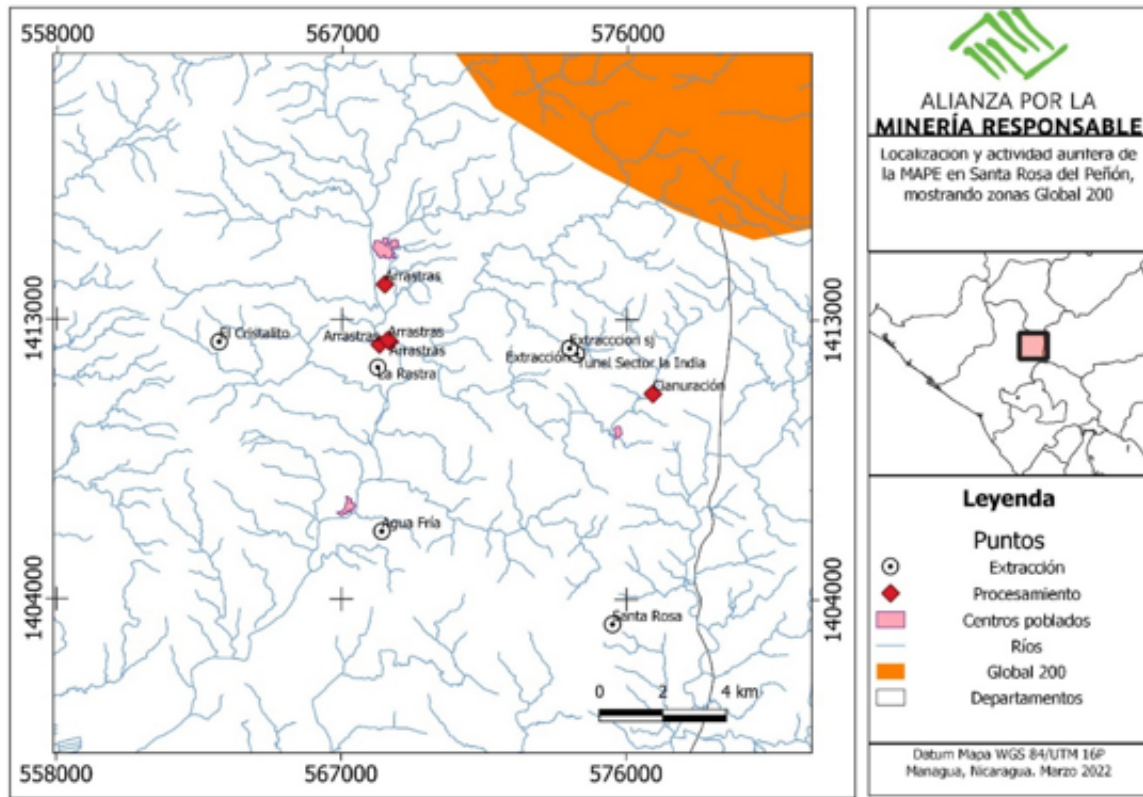 558000 567000 576000
1413000 1413000
1404000 1404000
Arrastras
El Cristalito
Arrastras
Arrastras
Arrastras
La Rastra
Extracccion sj
Extracción
Tunel Sector la India
Cianuración
Agua Fría
Santa Rosa
0 2 4 km
558000 567000 576000
ALIANZA POR LA
MINERÍA RESPONSABLE
Localizacion y actividad auntera de
la MAPE en Santa Rosa del Peñón,
mostrando zonas Global 200
Leyenda
Puntos
Extracción
Procesamiento
Centros poblados
Ríos
Global 200
Departamentos
Datum Mapa WGS 84/UTM 16P
Managua, Nicaragua. Marzo 2022